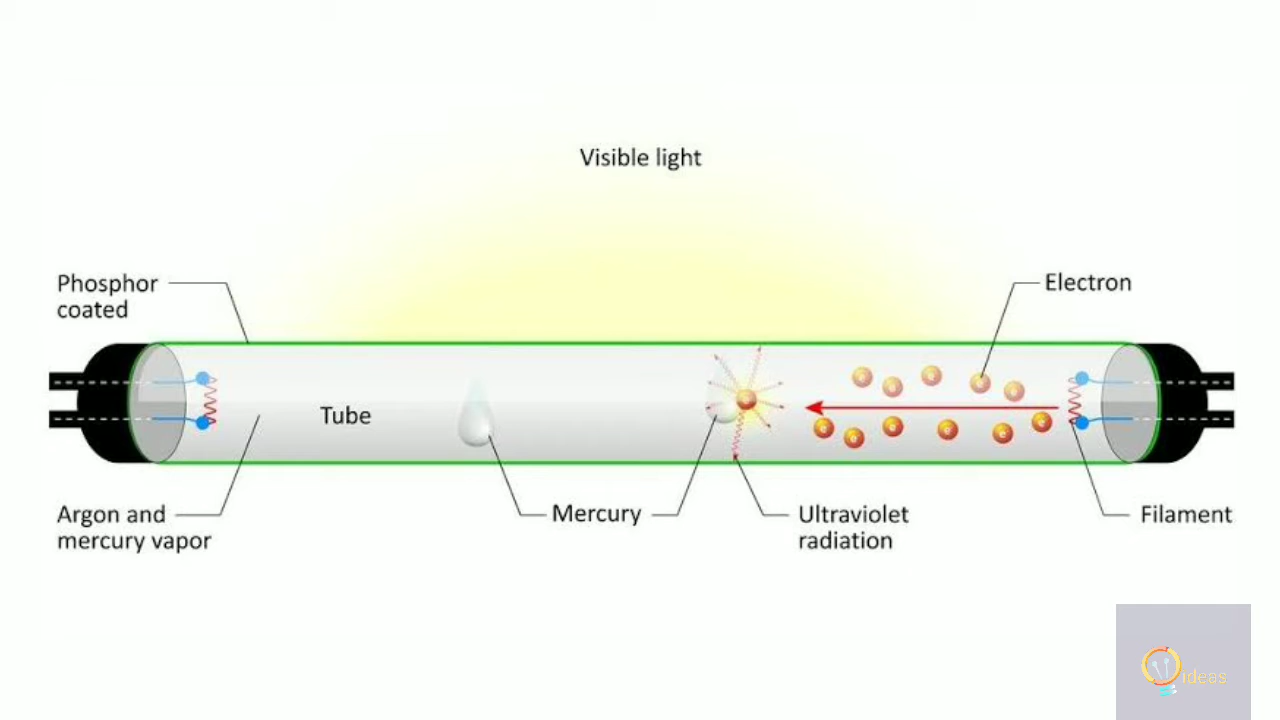 Visible light
Phosphor
coated
Electron
Tube
Argon and
mercury vapor
Mercury
Ultraviolet
radiation
Filament
ideas